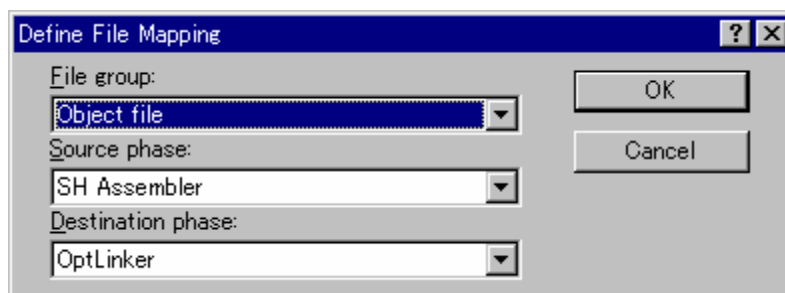 Define File Mapping
File group:
Object file
Source phase:
SH Assembler
Destination phase:
OptLinker
OK
Cancel